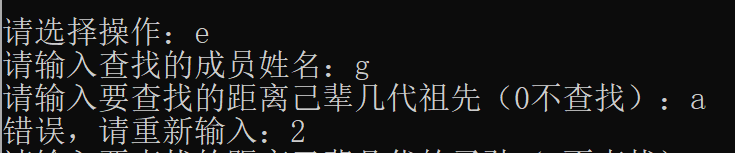 请选择操作：e
请输入查找的成员姓名：g
请输入要查找的距离己辈几代祖先（0不查找）：a
错误，请重新输入：2